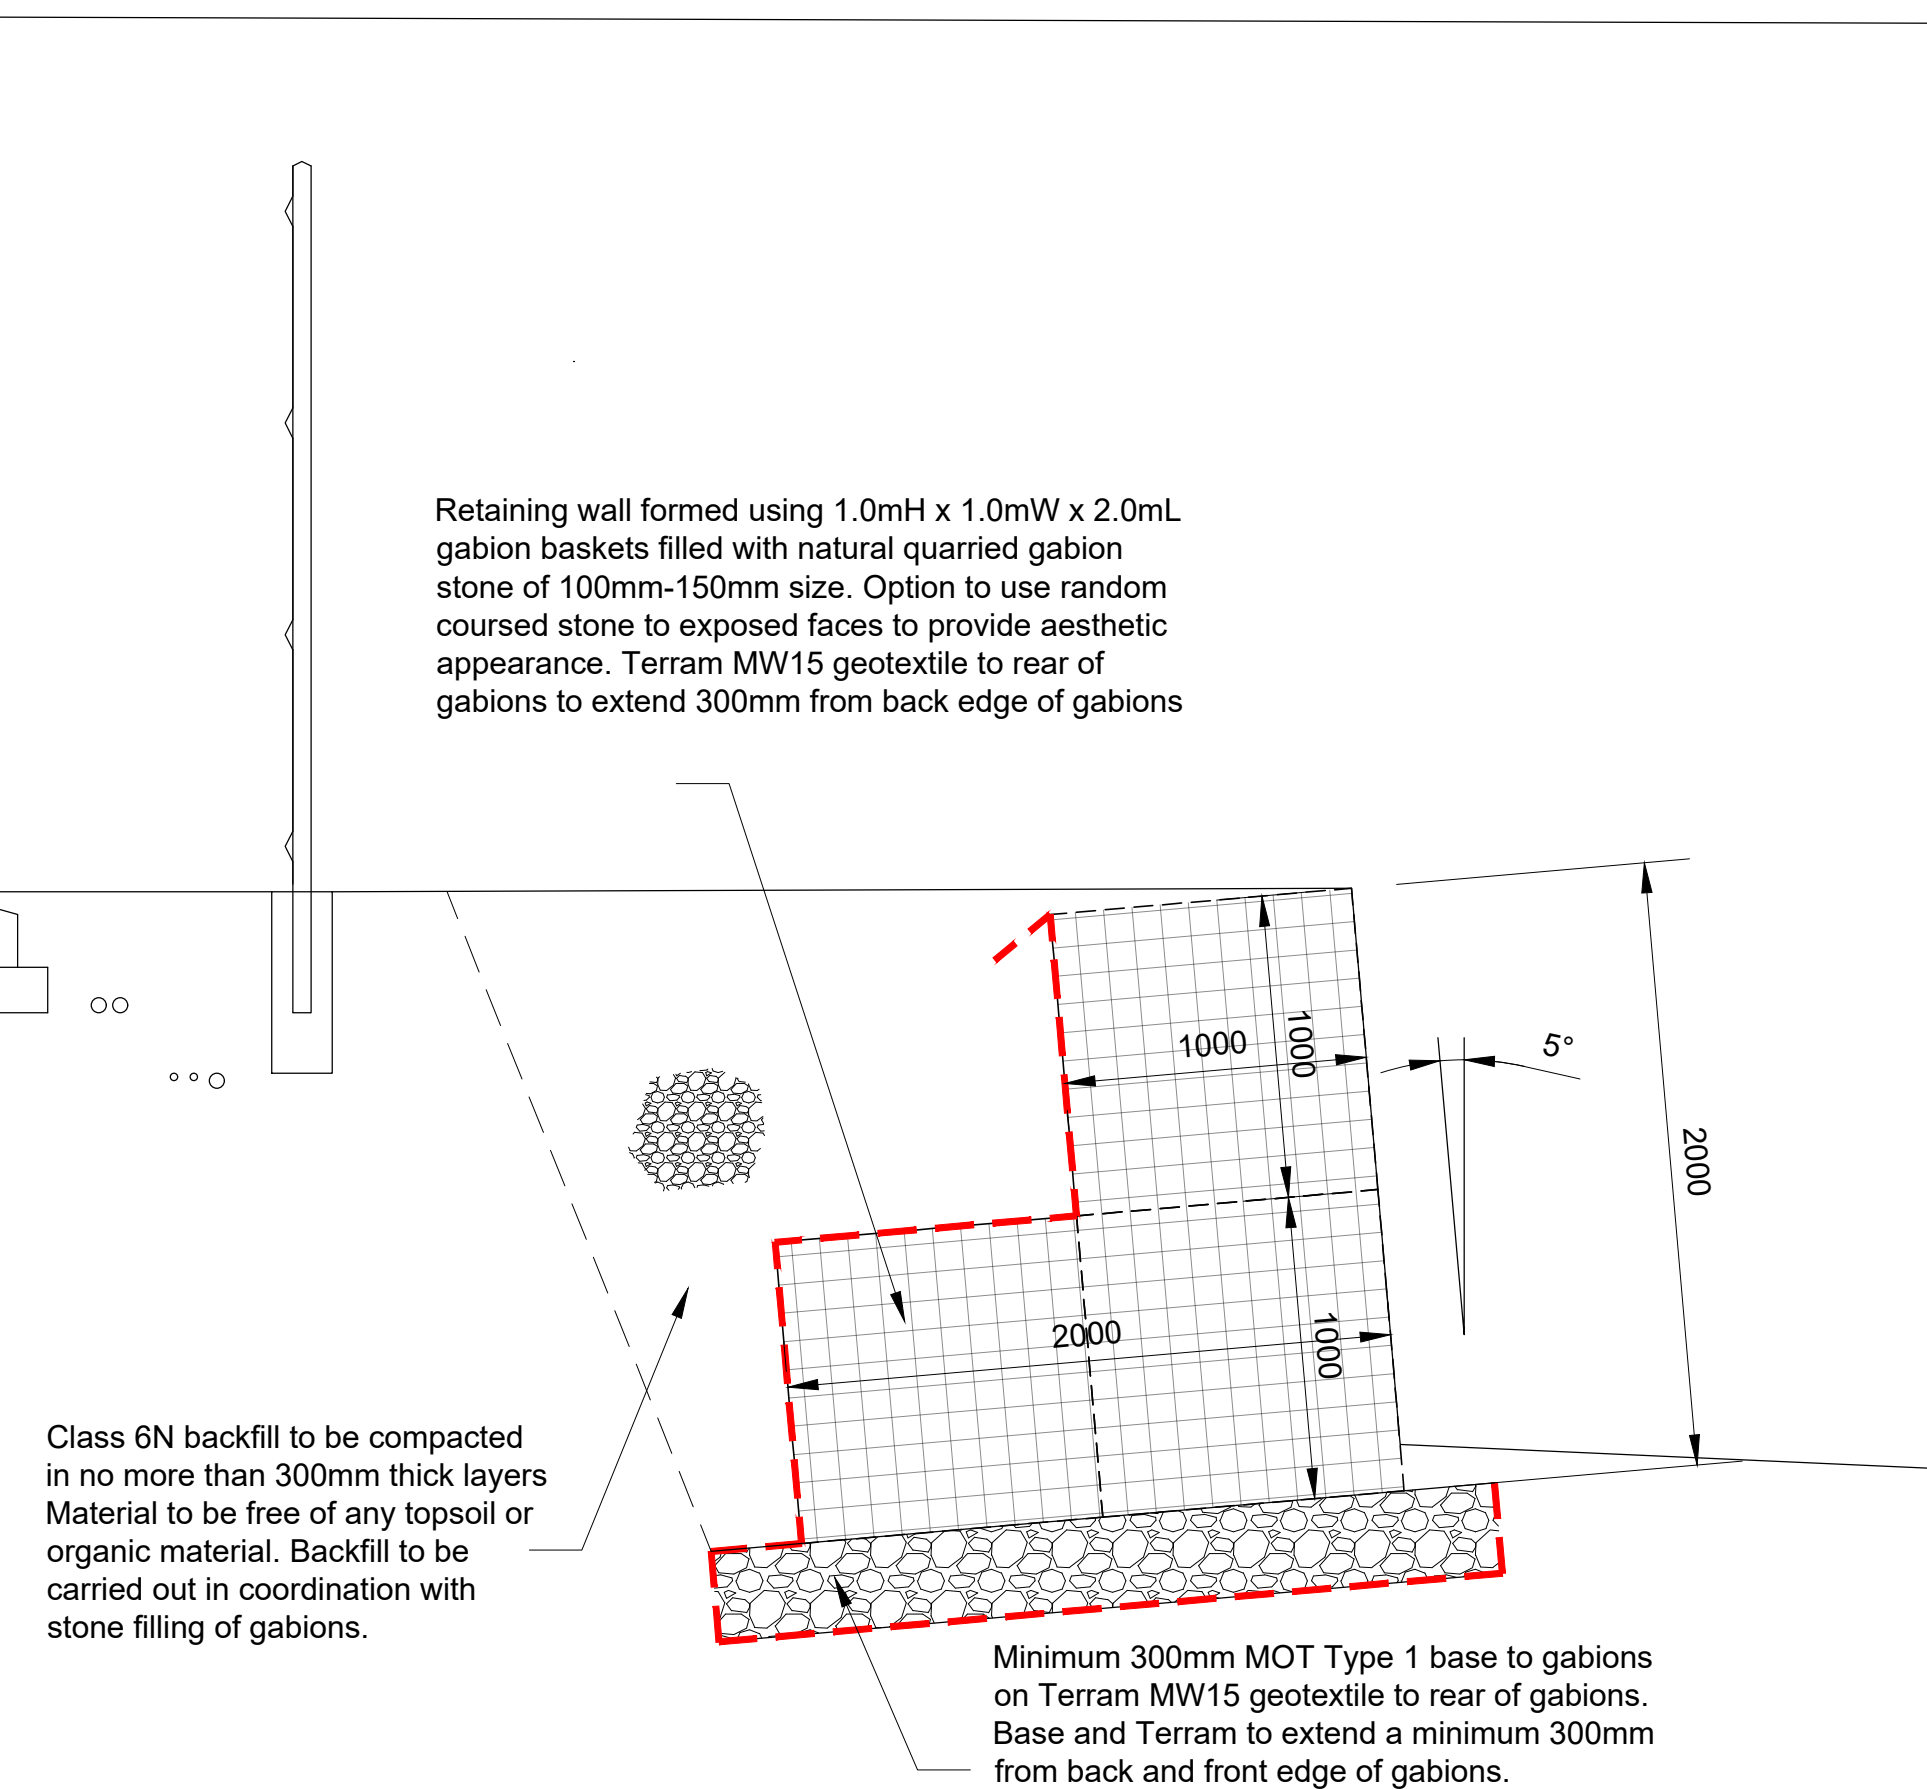 Retaining wall formed using 1.0mH x 1.0mW x 2.0mL
gabion baskets filled with natural quarried gabion
stone of 100mm-150mm size. Option to use random
coursed stone to exposed faces to provide aesthetic
appearance. Terram MW15 geotextile to rear of
gabions to extend 300mm from back edge of gabions
1000
1000
5°
2000
2000
1000
Class 6N backfill to be compacted
in no more than 300mm thick layers
Material to be free of any topsoil or
organic material. Backfill to be
carried out in coordination with
stone filling of gabions.
Minimum 300mm MOT Type 1 base to gabions
on Terram MW15 geotextile to rear of gabions.
Base and Terram to extend a minimum 300mm
from back and front edge of gabions.